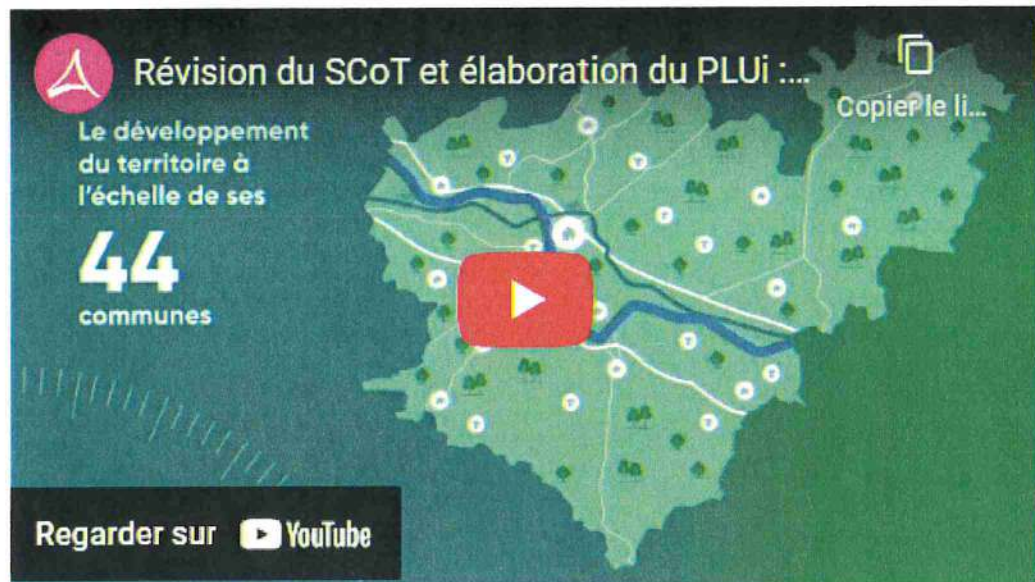 Révision du SCoT et élaboration du PLUi :...
Copier le li...
Le développement
du territoire à
l'échelle de ses
44
communes
Regarder sur YouTube